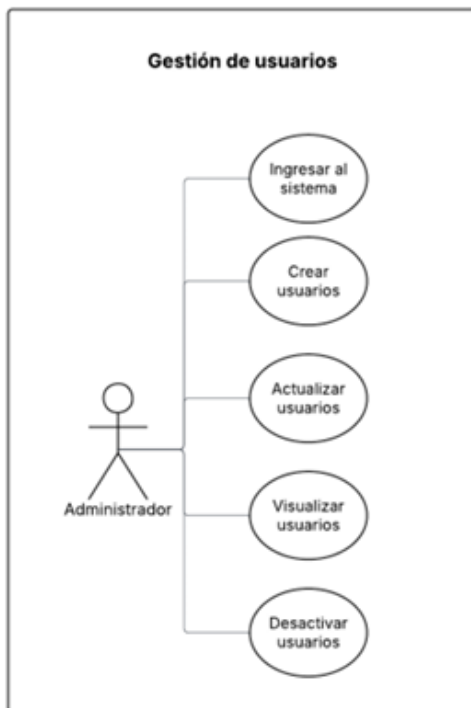 Gestión de usuarios
Ingresar al
sistema
Crear
usuarios
Actualizar
usuarios
Administrador
Visualizar
usuarios
Desactivar
usuarios